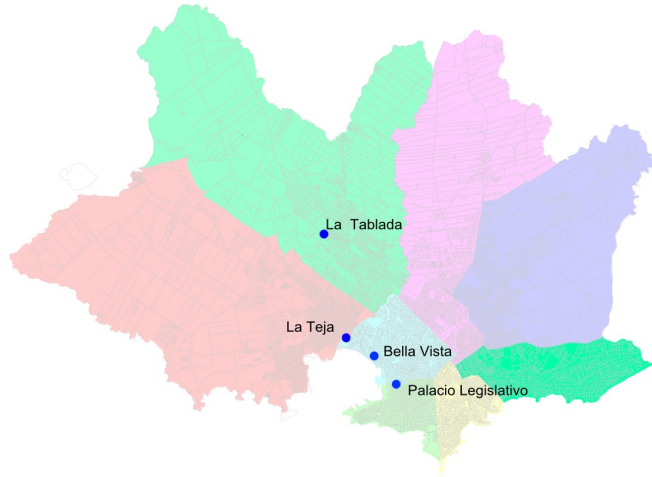 La  Tablada
La Teja
Bella Vista
Palacio Legislativo